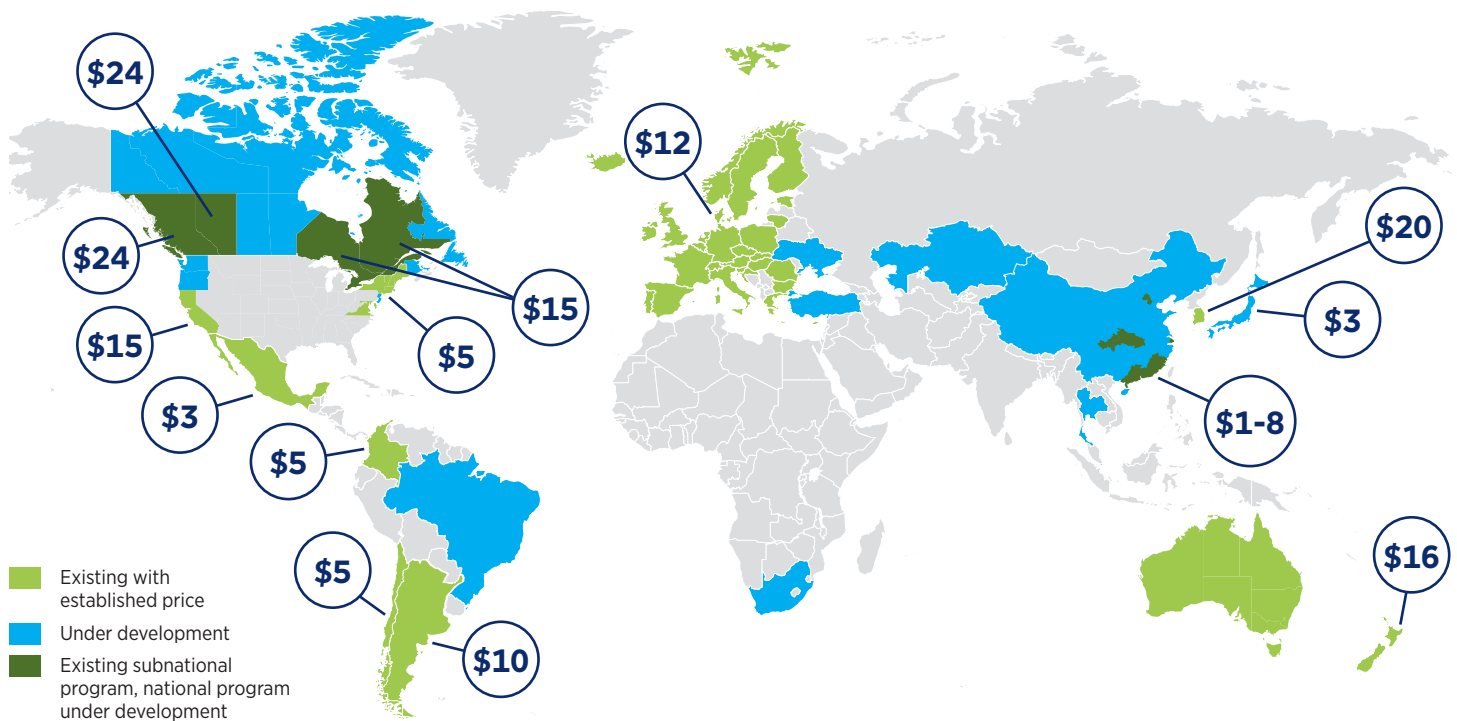 $24
$12
$20
$24
$15
$3
$15
$5
$3
$1-8
$5
$16
$5
$10
Existing with
established price
Under development
Existing subnational
program, national program
under development